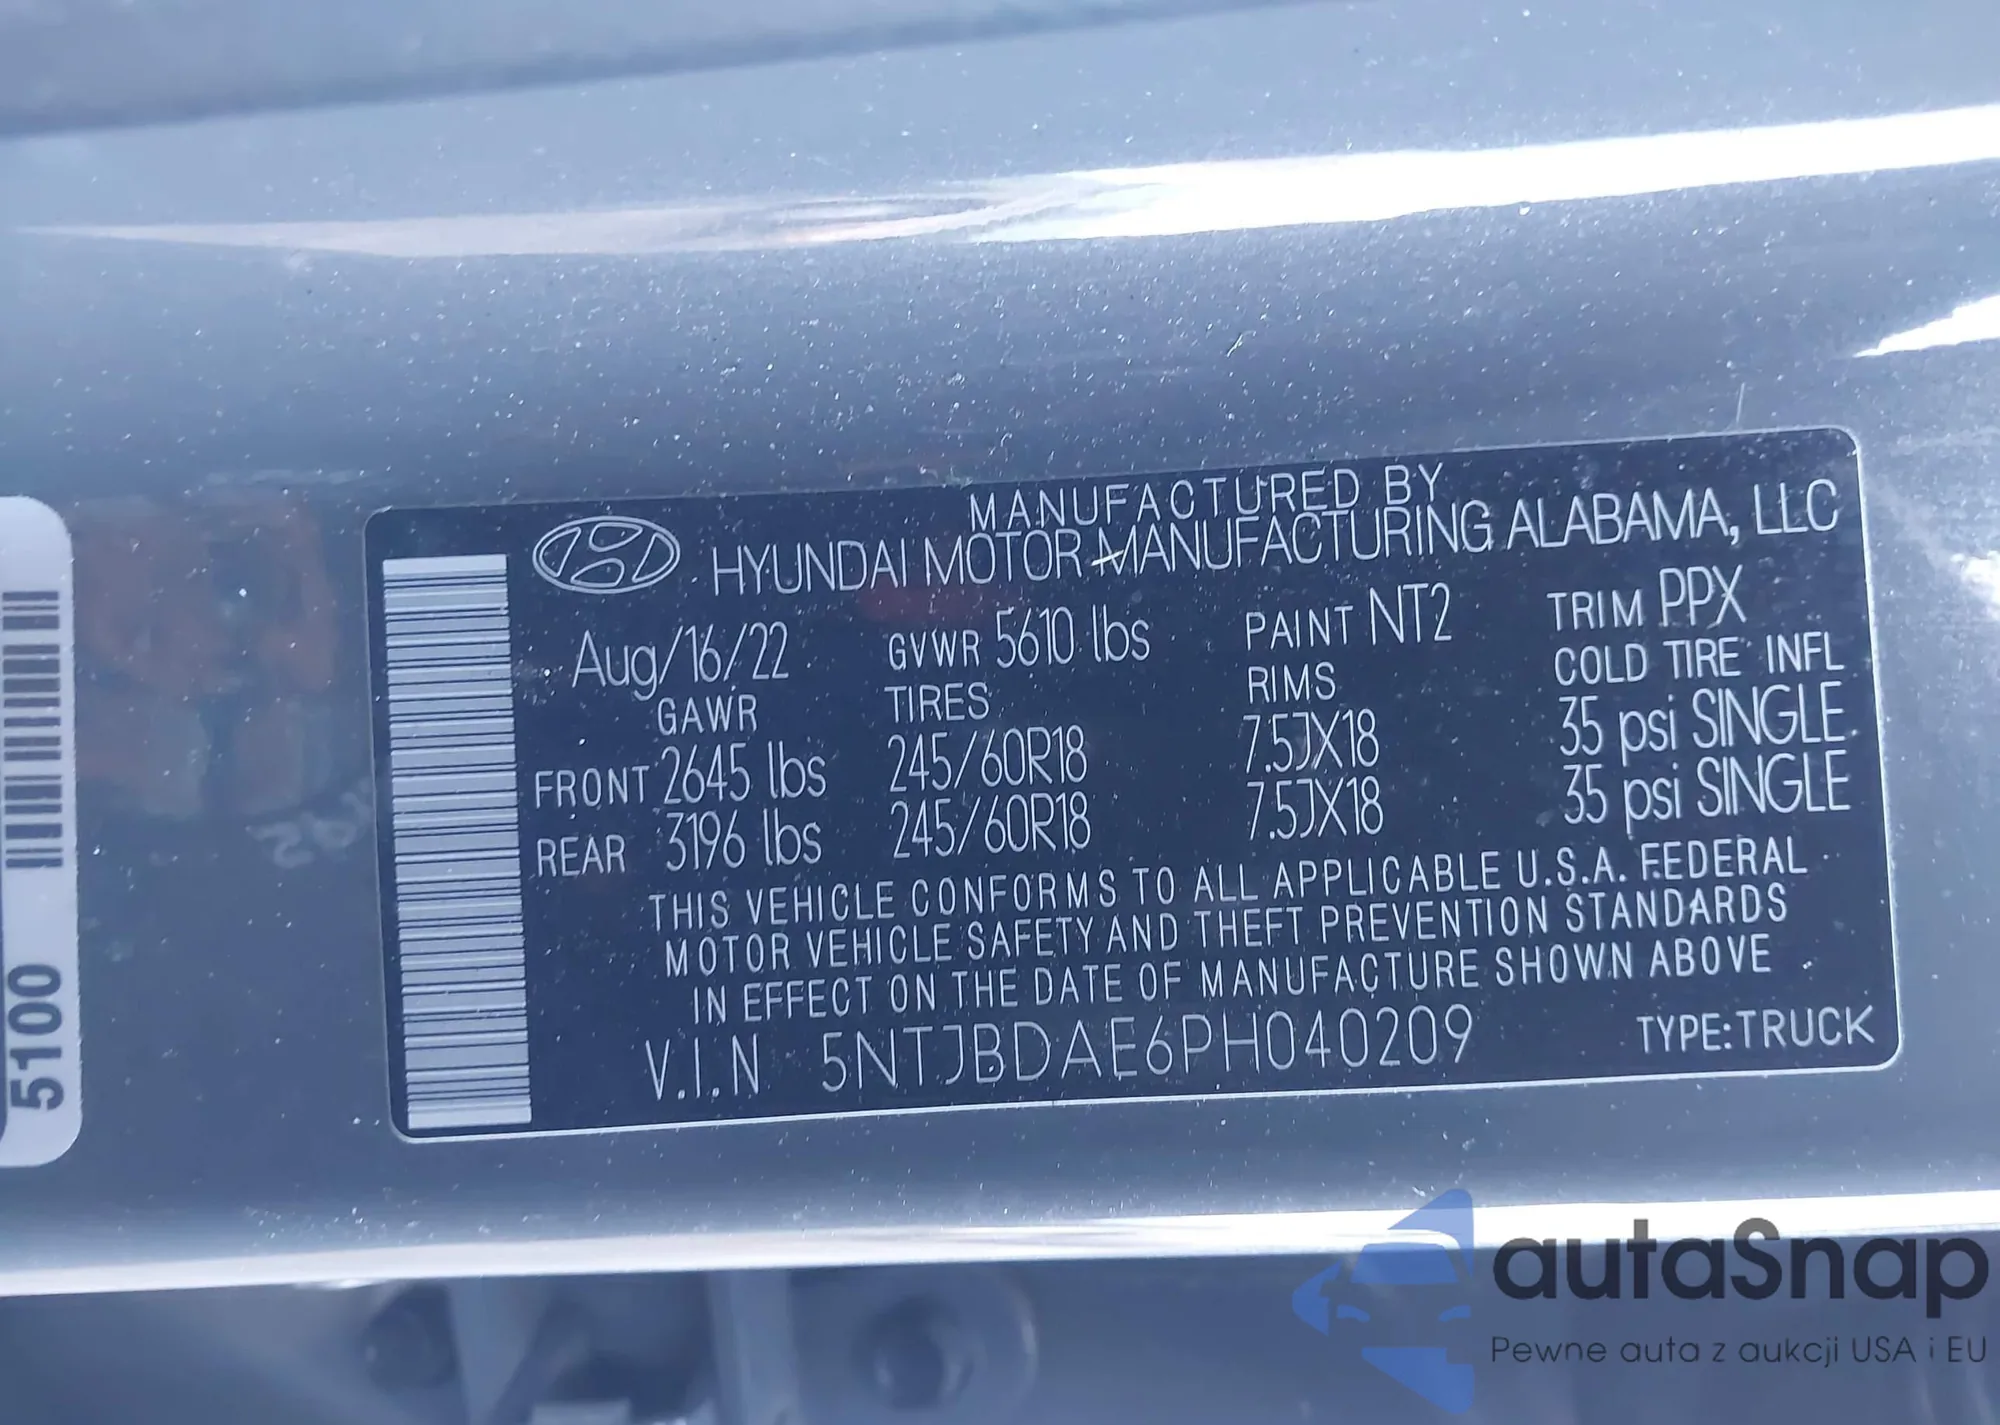 MANUFACTURED BY
HYUNDAI MOTOR MANUFACTURING ALABAMA, LLC
Aug/16/22 GVWR 5610 lbs PAINT NT2 TRIM PPX
GAWR TIRES RIMS COLD TIRE INFL
FRONT 2645 lbs 245/60R18 7.5JX18 35 psi SINGLE
REAR 3196 lbs 245/60R18 7.5JX18 35 psi SINGLE
THIS VEHICLE CONFORMS TO ALL APPLICABLE U.S.A. FEDERAL
MOTOR VEHICLE SAFETY AND THEFT PREVENTION STANDARDS
IN EFFECT ON THE DATE OF MANUFACTURE SHOWN ABOVE
V.I.N 5NTJBDAE6PH040209 TYPE:TRUCK
5100
autaSnap
Pewne auta z aukcji USA i EU